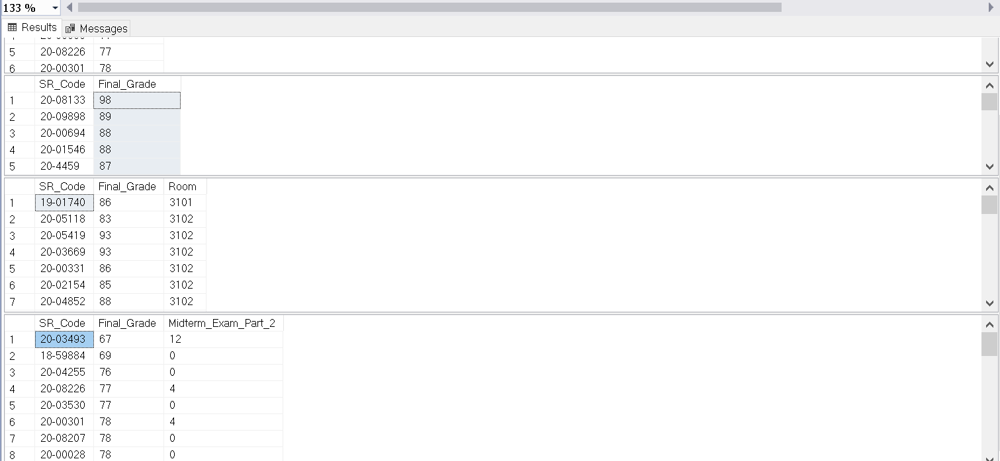 133 %
Results Messages
5 20-08226 77
6 20-00301 78
SR_Code Final_Grade
1 20-08133 98
2 20-09898 89
3 20-00694 88
4 20-01546 88
5 20-4459 87
SR_Code Final_Grade Room
1 19-01740 86 3101
2 20-05118 83 3102
3 20-05419 93 3102
4 20-03669 93 3102
5 20-00331 86 3102
6 20-02154 85 3102
7 20-04852 88 3102
SR_Code Final_Grade Midterm_Exam_Part_2
1 20-03493 67 12
2 18-59884 69 0
3 20-04255 76 0
4 20-08226 77 4
5 20-03530 77 0
6 20-00301 78 4
7 20-08207 78 0
8 20-00028 78 0